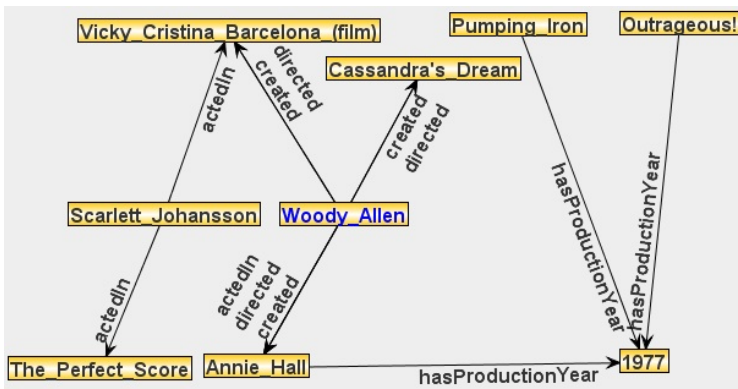 Vicky_Cristina_Barcelona_(film)
Pumping_Iron
Outrageous!
Cassandra's_Dream
actedIn
directed
created
created
directed
hasProductionYear
hasProductionYear
Scarlett_Johansson
Woody_Allen
actedIn
actedIn
directed
created
The_Perfect_Score
Annie_Hall
hasProductionYear
1977